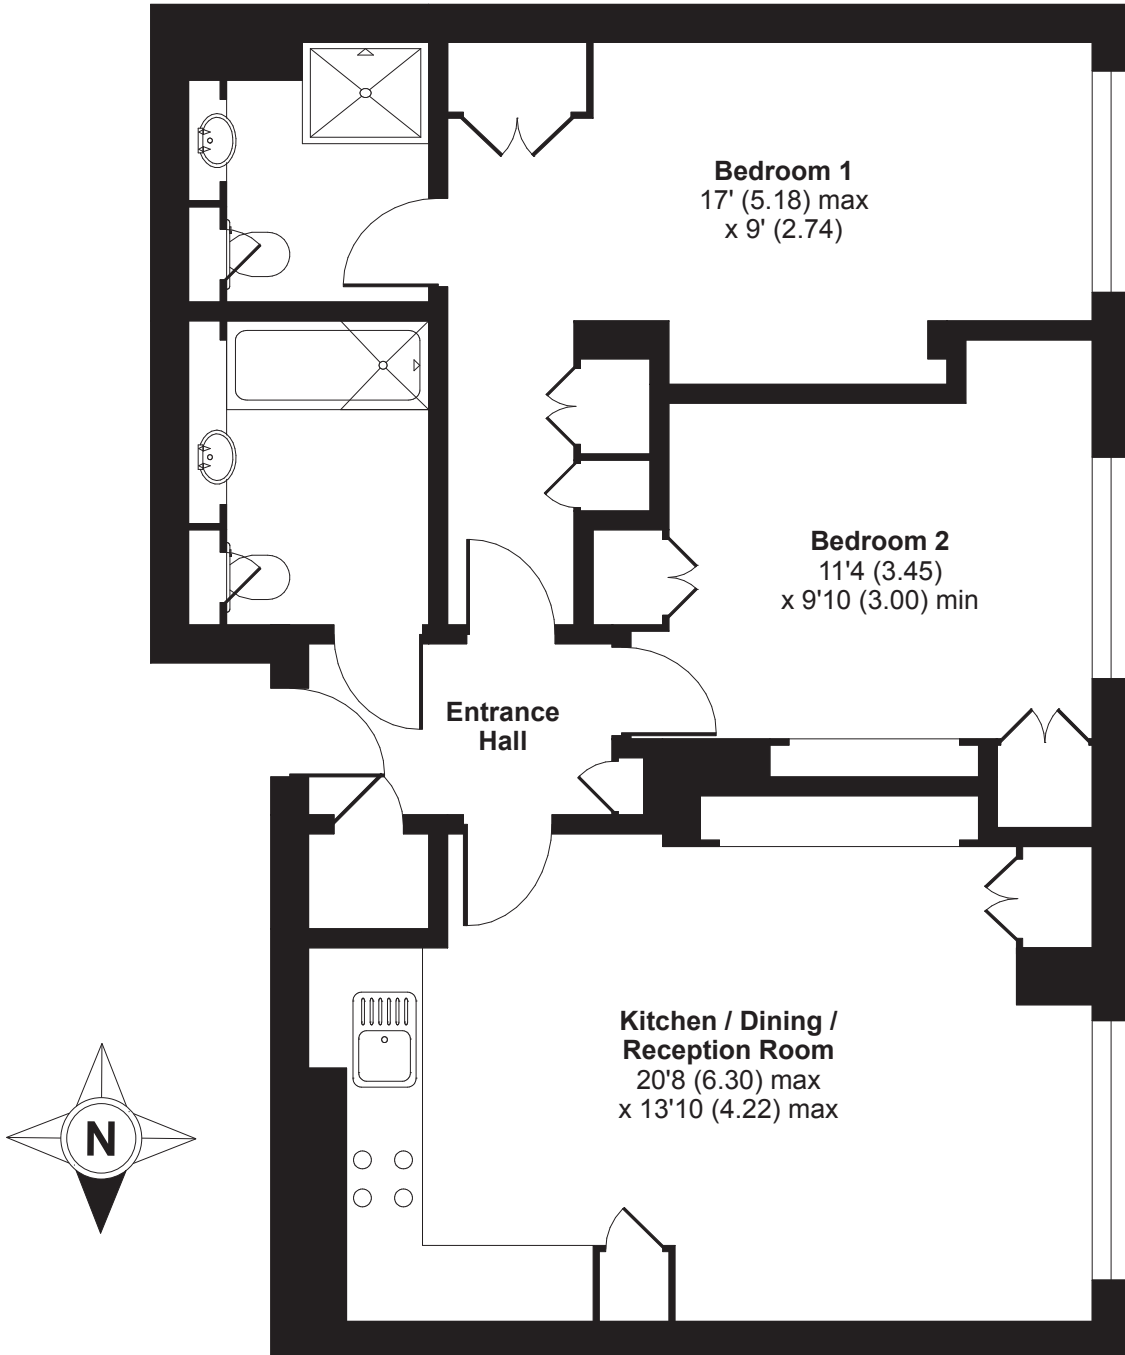 Bedroom 1
17' (5.18) max
x 9' (2.74)
Bedroom 2
11'4 (3.45)
x 9'10 (3.00) min
Entrance
Hall
Kitchen / Dining /
Reception Room
20'8 (6.30) max
x 13'10 (4.22) max
N